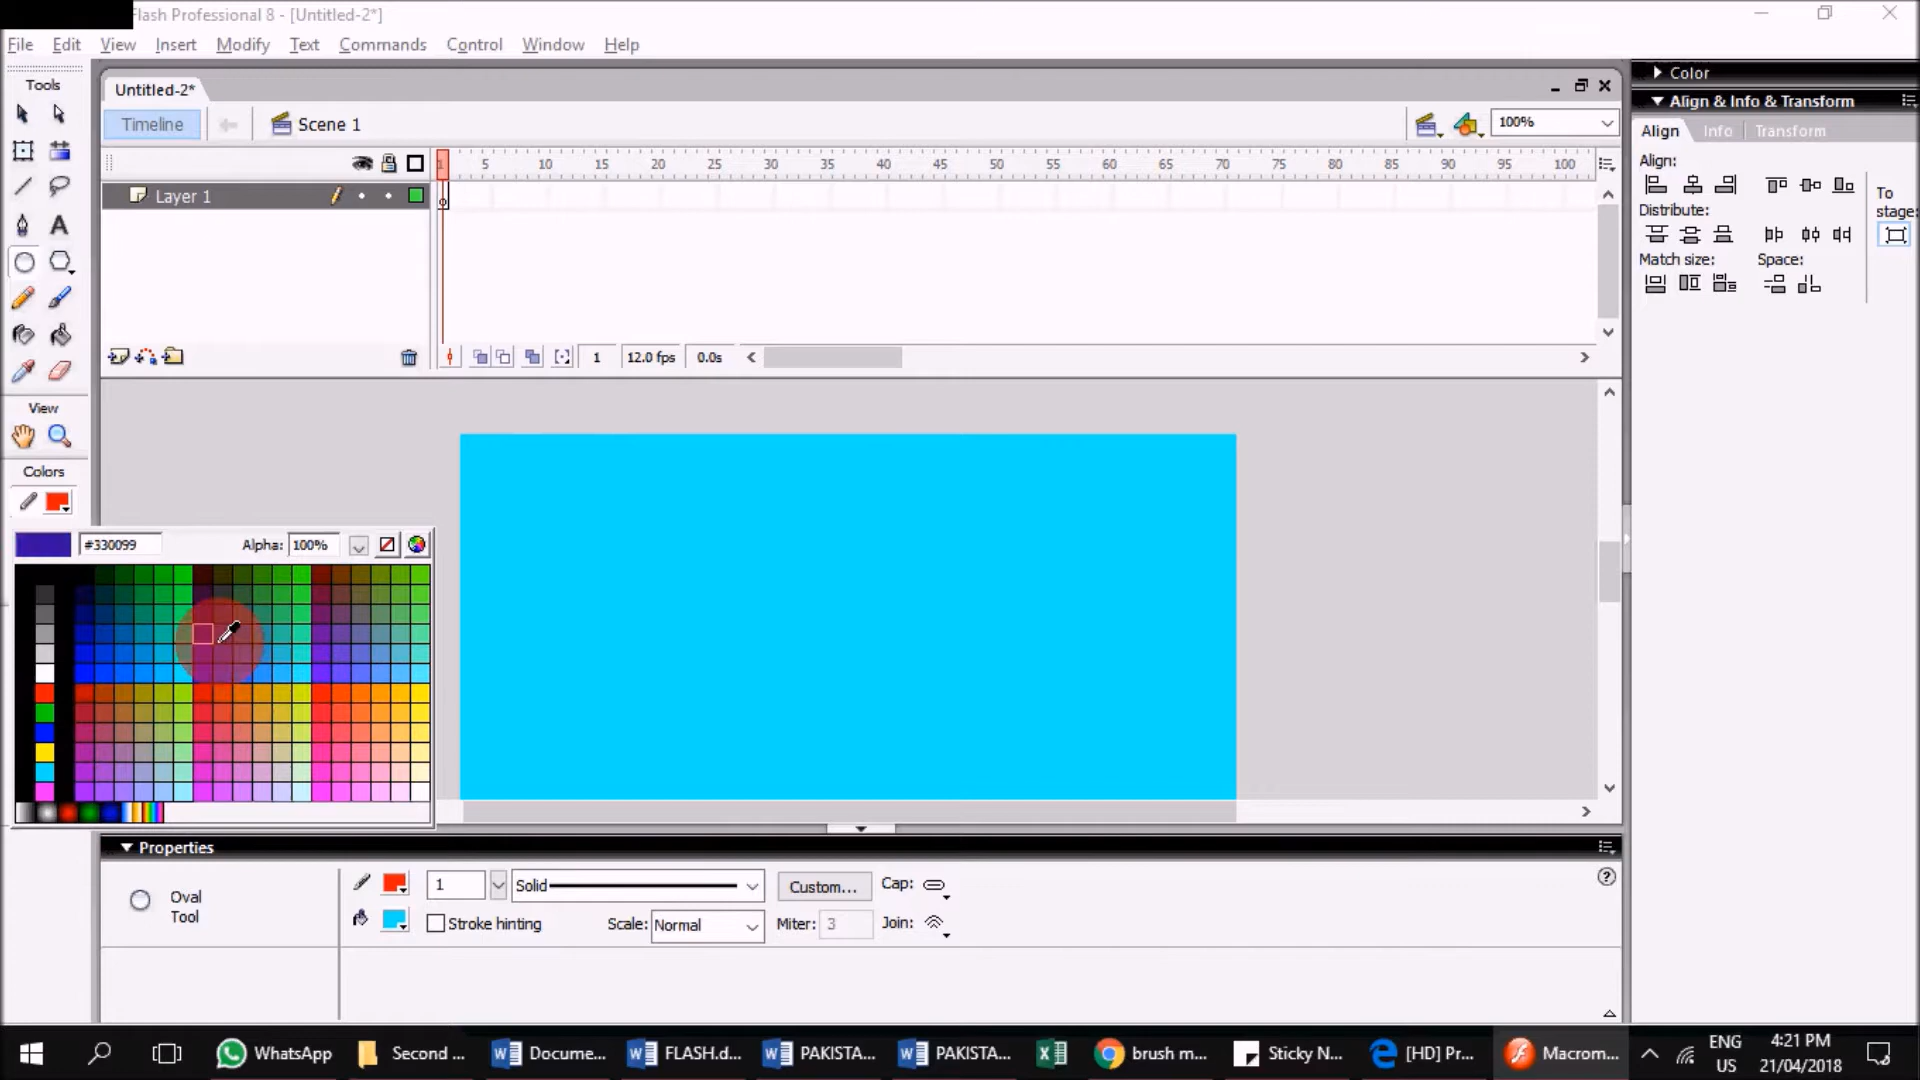 Flash Professional 8 - [Untitled-2*]
File Edit View Insert Modify Text Commands Control Window Help
Tools
Untitled-2*
Timeline
Scene 1
100%
1 5 10 15 20 25 30 35 40 45 50 55 60 65 70 75 80 85 90 95 100
Layer 1
1 12.0 fps 0.0s
View
Colors
#330099 Alpha: 100%
Color
Align & Info & Transform
Align Info Transform
Align:
To
stage:
Distribute:
Match size: Space:
Properties
Oval
Tool
1 Solid Custom... Cap:
Stroke hinting Scale: Normal Miter: 3 Join:
WhatsApp Second ... Docume... FLASH.d... PAKISTA... PAKISTA... brush m... Sticky N... [HD] Pr... Macrom...
ENG
US
4:21 PM
21/04/2018